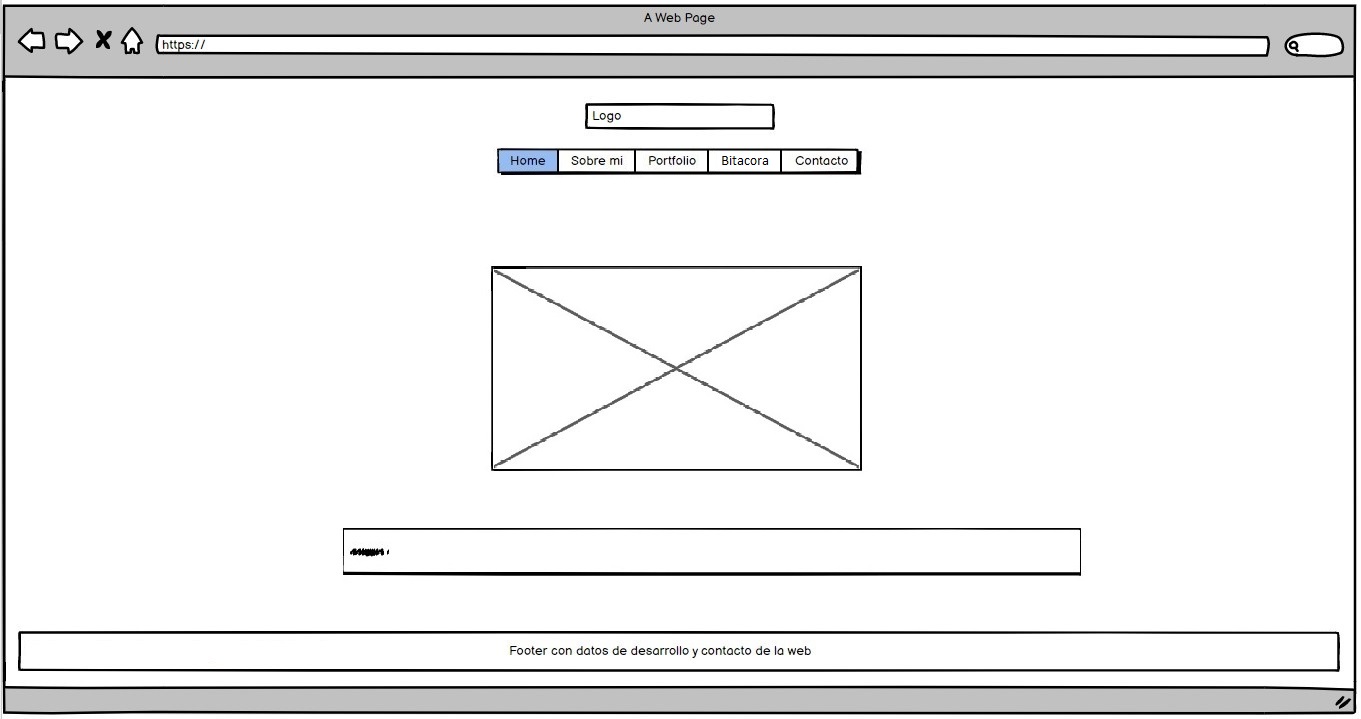 A Web Page
https://
Logo
Home Sobre mi Portfolio Bitacora Contacto
Footer con datos de desarrollo y contacto de la web